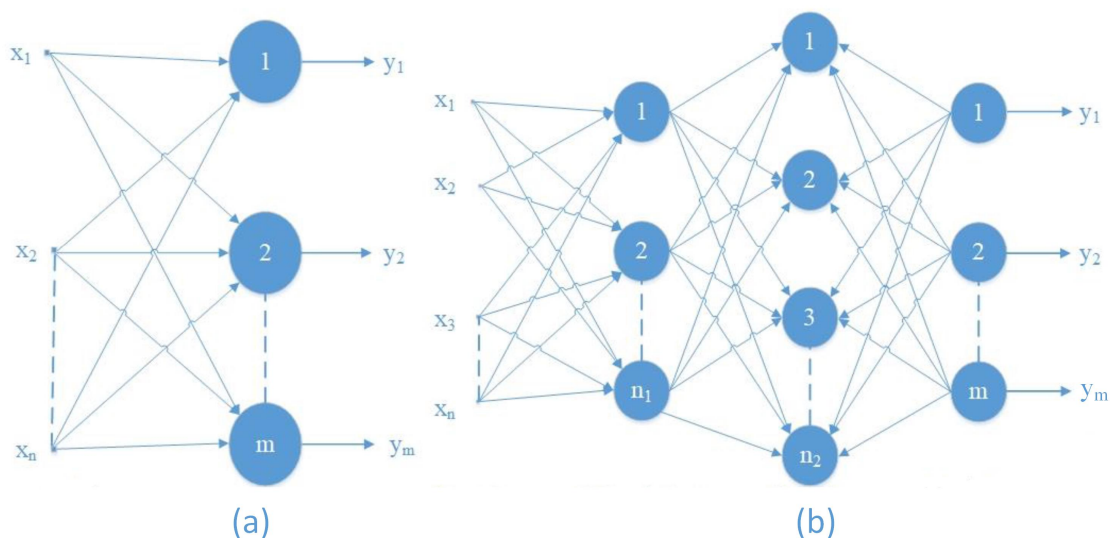 x₁
1
y₁
x₂
2
y₂
xₙ
m
yₘ
(a)
x₁
x₂
x₃
xₙ
1
2
n₁
1
2
3
n₂
1
2
m
y₁
y₂
yₘ
(b)